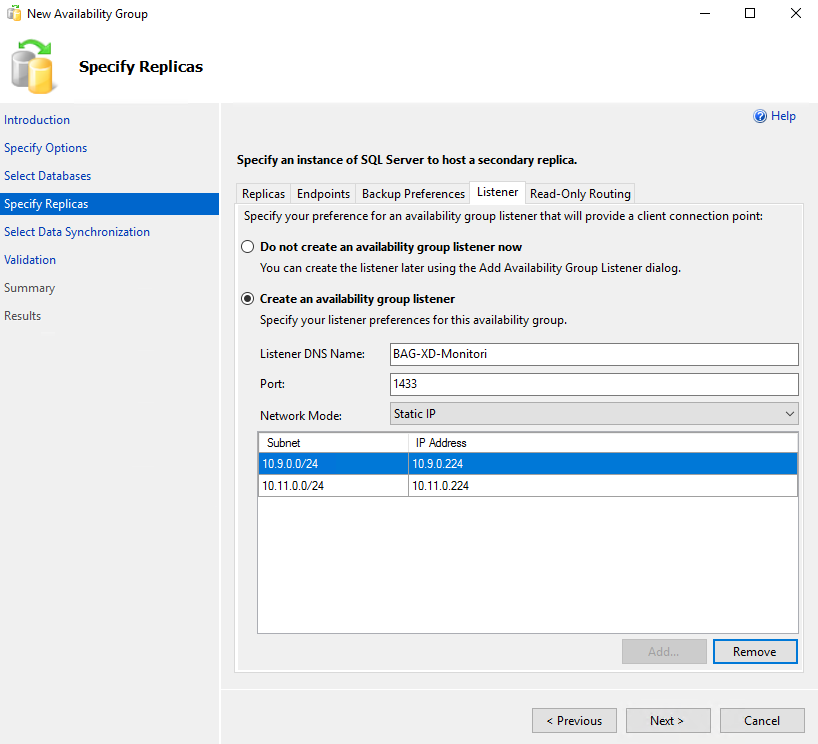 New Availability Group
Specify Replicas
Help
Introduction
Specify Options
Select Databases
Specify Replicas
Select Data Synchronization
Validation
Summary
Results
Specify an instance of SQL Server to host a secondary replica.
Replicas Endpoints Backup Preferences Listener Read-Only Routing
Specify your preference for an availability group listener that will provide a client connection point:
Do not create an availability group listener now
You can create the listener later using the Add Availability Group Listener dialog.
Create an availability group listener
Specify your listener preferences for this availability group.
Listener DNS Name: BAG-XD-Monitori
Port: 1433
Network Mode: Static IP
Subnet IP Address
10.9.0.0/24 10.9.0.224
10.11.0.0/24 10.11.0.224
Add... Remove
< Previous Next > Cancel